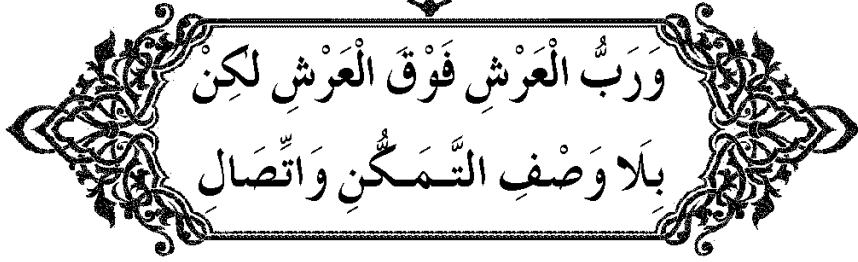 وَرَبُّ الْعَرْشِ فَوْقَ الْعَرْشِ لٰكِنْ
بِلَا وَصْفِ التَّمَكُّنِ وَاتِّصَالِ